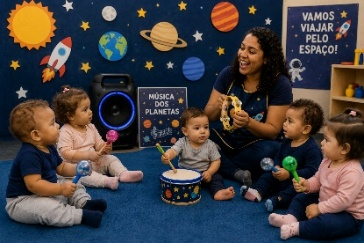 MÚSICA
DOS
PLANETAS
VAMOS
VIAJAR
PELO
ESPAÇO!